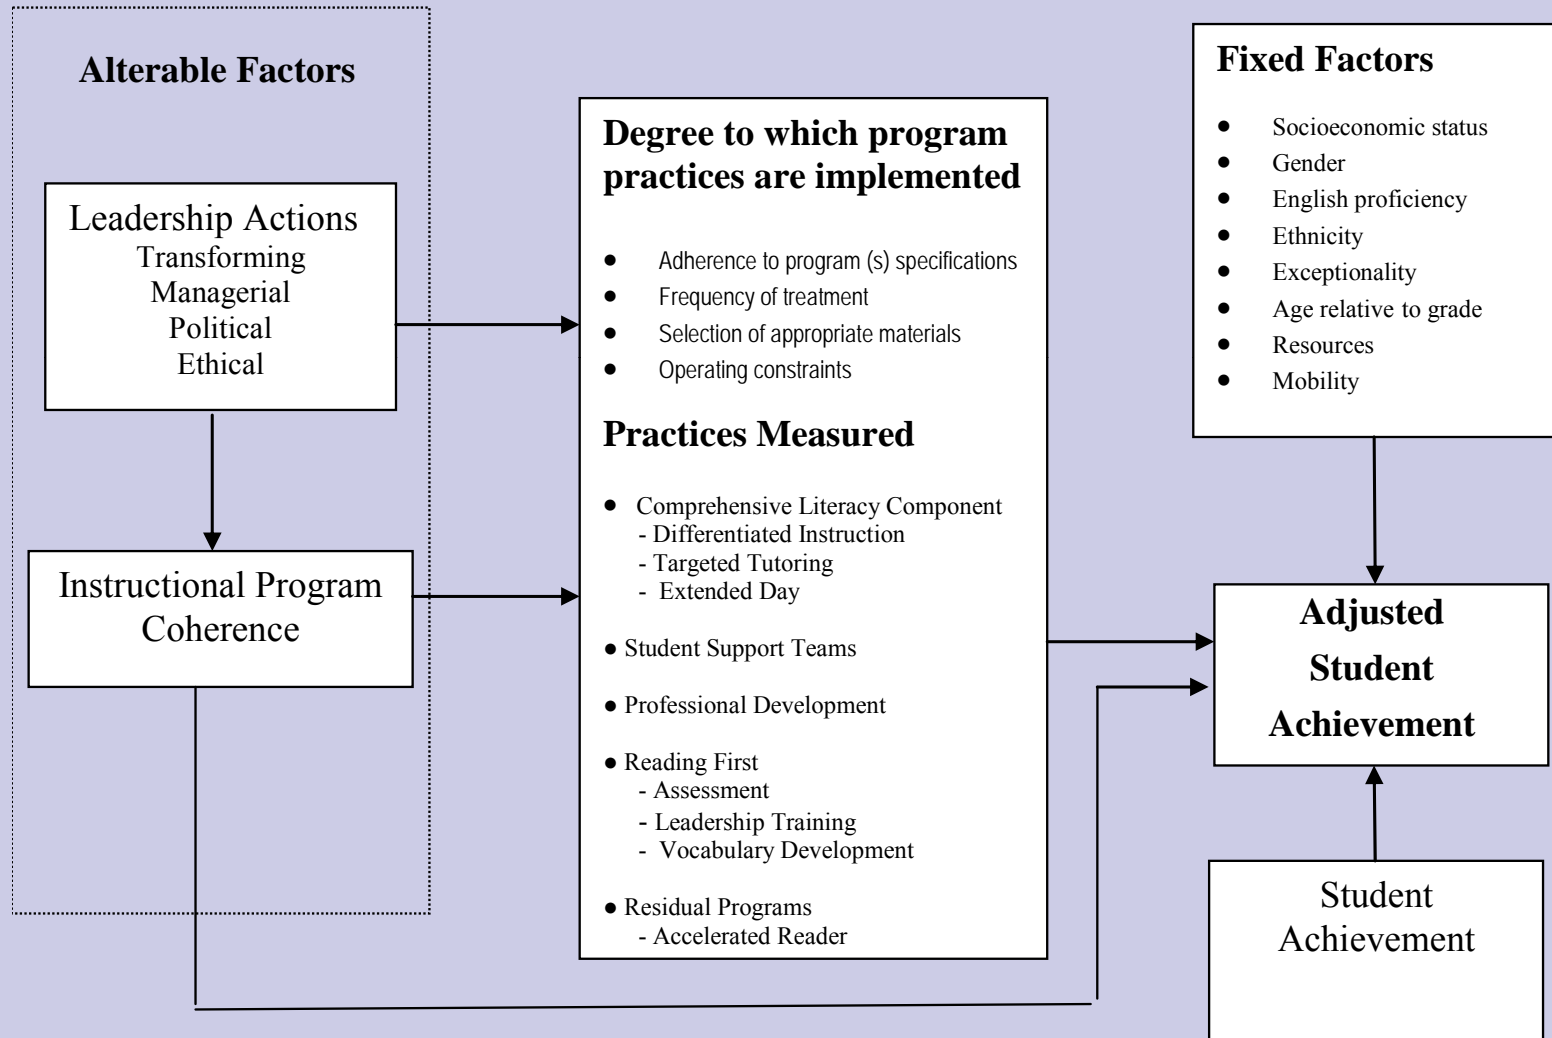 Alterable Factors
Leadership Actions
Transforming
Managerial
Political
Ethical
Instructional Program
Coherence
Degree to which program
practices are implemented
● Adherence to program (s) specifications
● Frequency of treatment
● Selection of appropriate materials
● Operating constraints
Practices Measured
● Comprehensive Literacy Component
- Differentiated Instruction
- Targeted Tutoring
- Extended Day
● Student Support Teams
● Professional Development
● Reading First
- Assessment
- Leadership Training
- Vocabulary Development
● Residual Programs
- Accelerated Reader
Fixed Factors
● Socioeconomic status
● Gender
● English proficiency
● Ethnicity
● Exceptionality
● Age relative to grade
● Resources
● Mobility
Adjusted
Student
Achievement
Student
Achievement